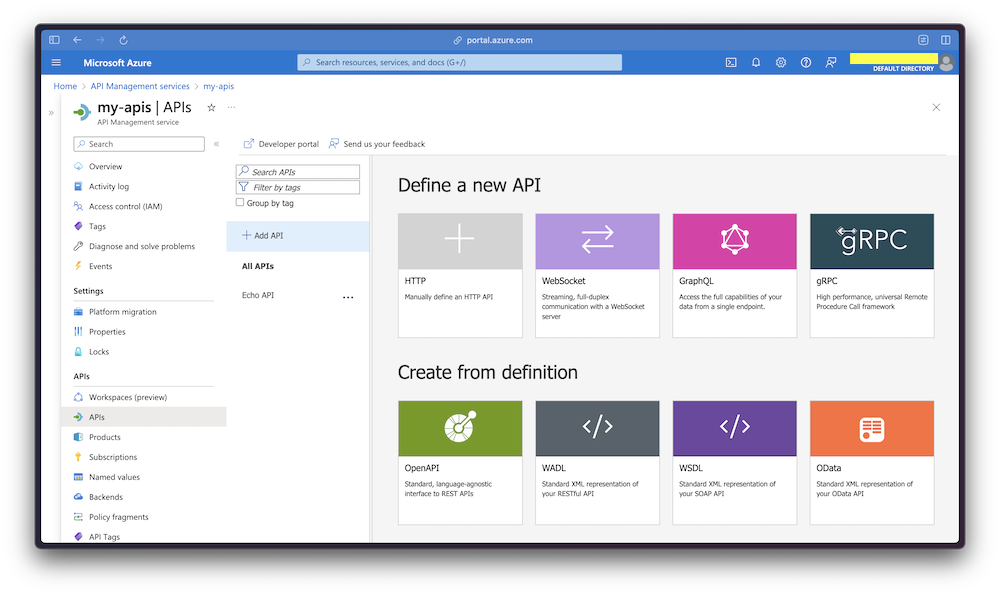 portal.azure.com
Microsoft Azure
Search resources, services, and docs (G+/)
DEFAULT DIRECTORY
Home > API Management services > my-apis
my-apis | APIs
API Management service
Search
Overview
Activity log
Access control (IAM)
Tags
Diagnose and solve problems
Events
Settings
Platform migration
Properties
Locks
APIs
Workspaces (preview)
APIs
Products
Subscriptions
Named values
Backends
Policy fragments
API Tags
Developer portal
Send us your feedback
Search APIs
Filter by tags
Group by tag
+ Add API
All APIs
Echo API
...
Define a new API
HTTP
Manually define an HTTP API
WebSocket
Streaming, full-duplex
communication with a WebSocket
server
GraphQL
Access the full capabilities of your
data from a single endpoint.
gRPC
gRPC
High performance, universal Remote
Procedure Call framework
Create from definition
OpenAPI
Standard, language-agnostic
interface to REST APIs
</>
WADL
Standard XML representation of
your RESTful API
</>
WSDL
Standard XML representation of
your SOAP API
OData
Standard XML representation of
your OData API